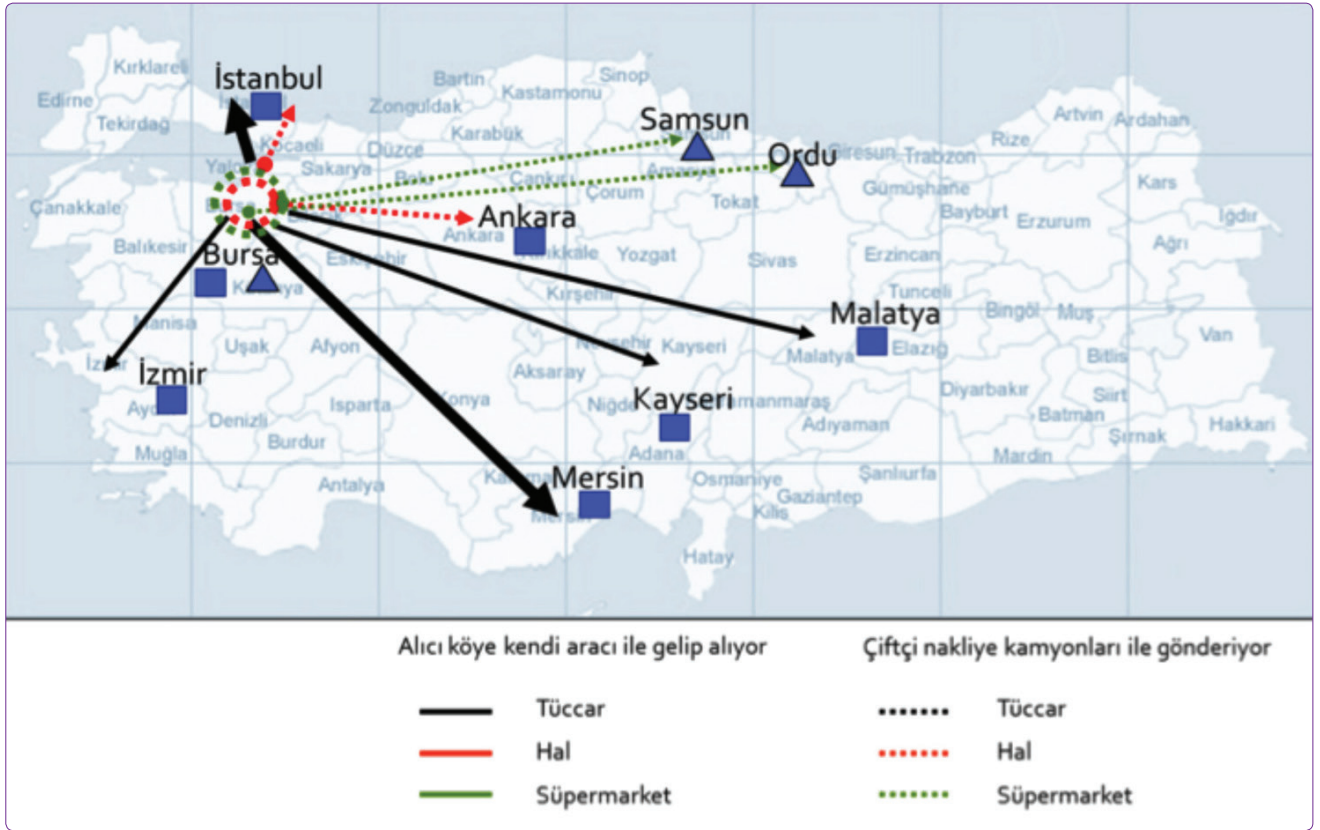 Kırklareli
İstanbul
Edirne
Tekirdağ
Kocaeli
Bartın
Kastamonu
Sinop
Zonguldak
Karabük
Düzce
Sakarya
Bolu
Çankırı
Çorum
Samsun
Amasya
Ordu
Giresun
Trabzon
Rize
Artvin
Ardahan
Kars
Iğdır
Ağrı
Gümüşhane
Bayburt
Erzurum
Erzincan
Tokat
Çanakkale
Balıkesir
Bursa
Kütahya
Eskişehir
Ankara
Ankara
Kırıkkale
Yozgat
Sivas
Kırşehir
Tunceli
Bingöl
Muş
Van
Malatya
Malatya
Elazığ
Bitlis
Manisa
İzmir
İzmir
Uşak
Afyon
Nevşehir
Kayseri
Aksaray
Diyarbakır
Siirt
Batman
Şırnak
Hakkari
Denizli
Isparta
Konya
Niğde
Kayseri
Adıyaman
Burdur
Muğla
Adana
Mardin
Antalya
Mersin
Mersin
Osmaniye
Şanlıurfa
Gaziantep
Kilis
Hatay
Alıcı köye kendi aracı ile gelip alıyor
Tüccar
Hal
Süpermarket
Çiftçi nakliye kamyonları ile gönderiyor
Tüccar
Hal
Süpermarket